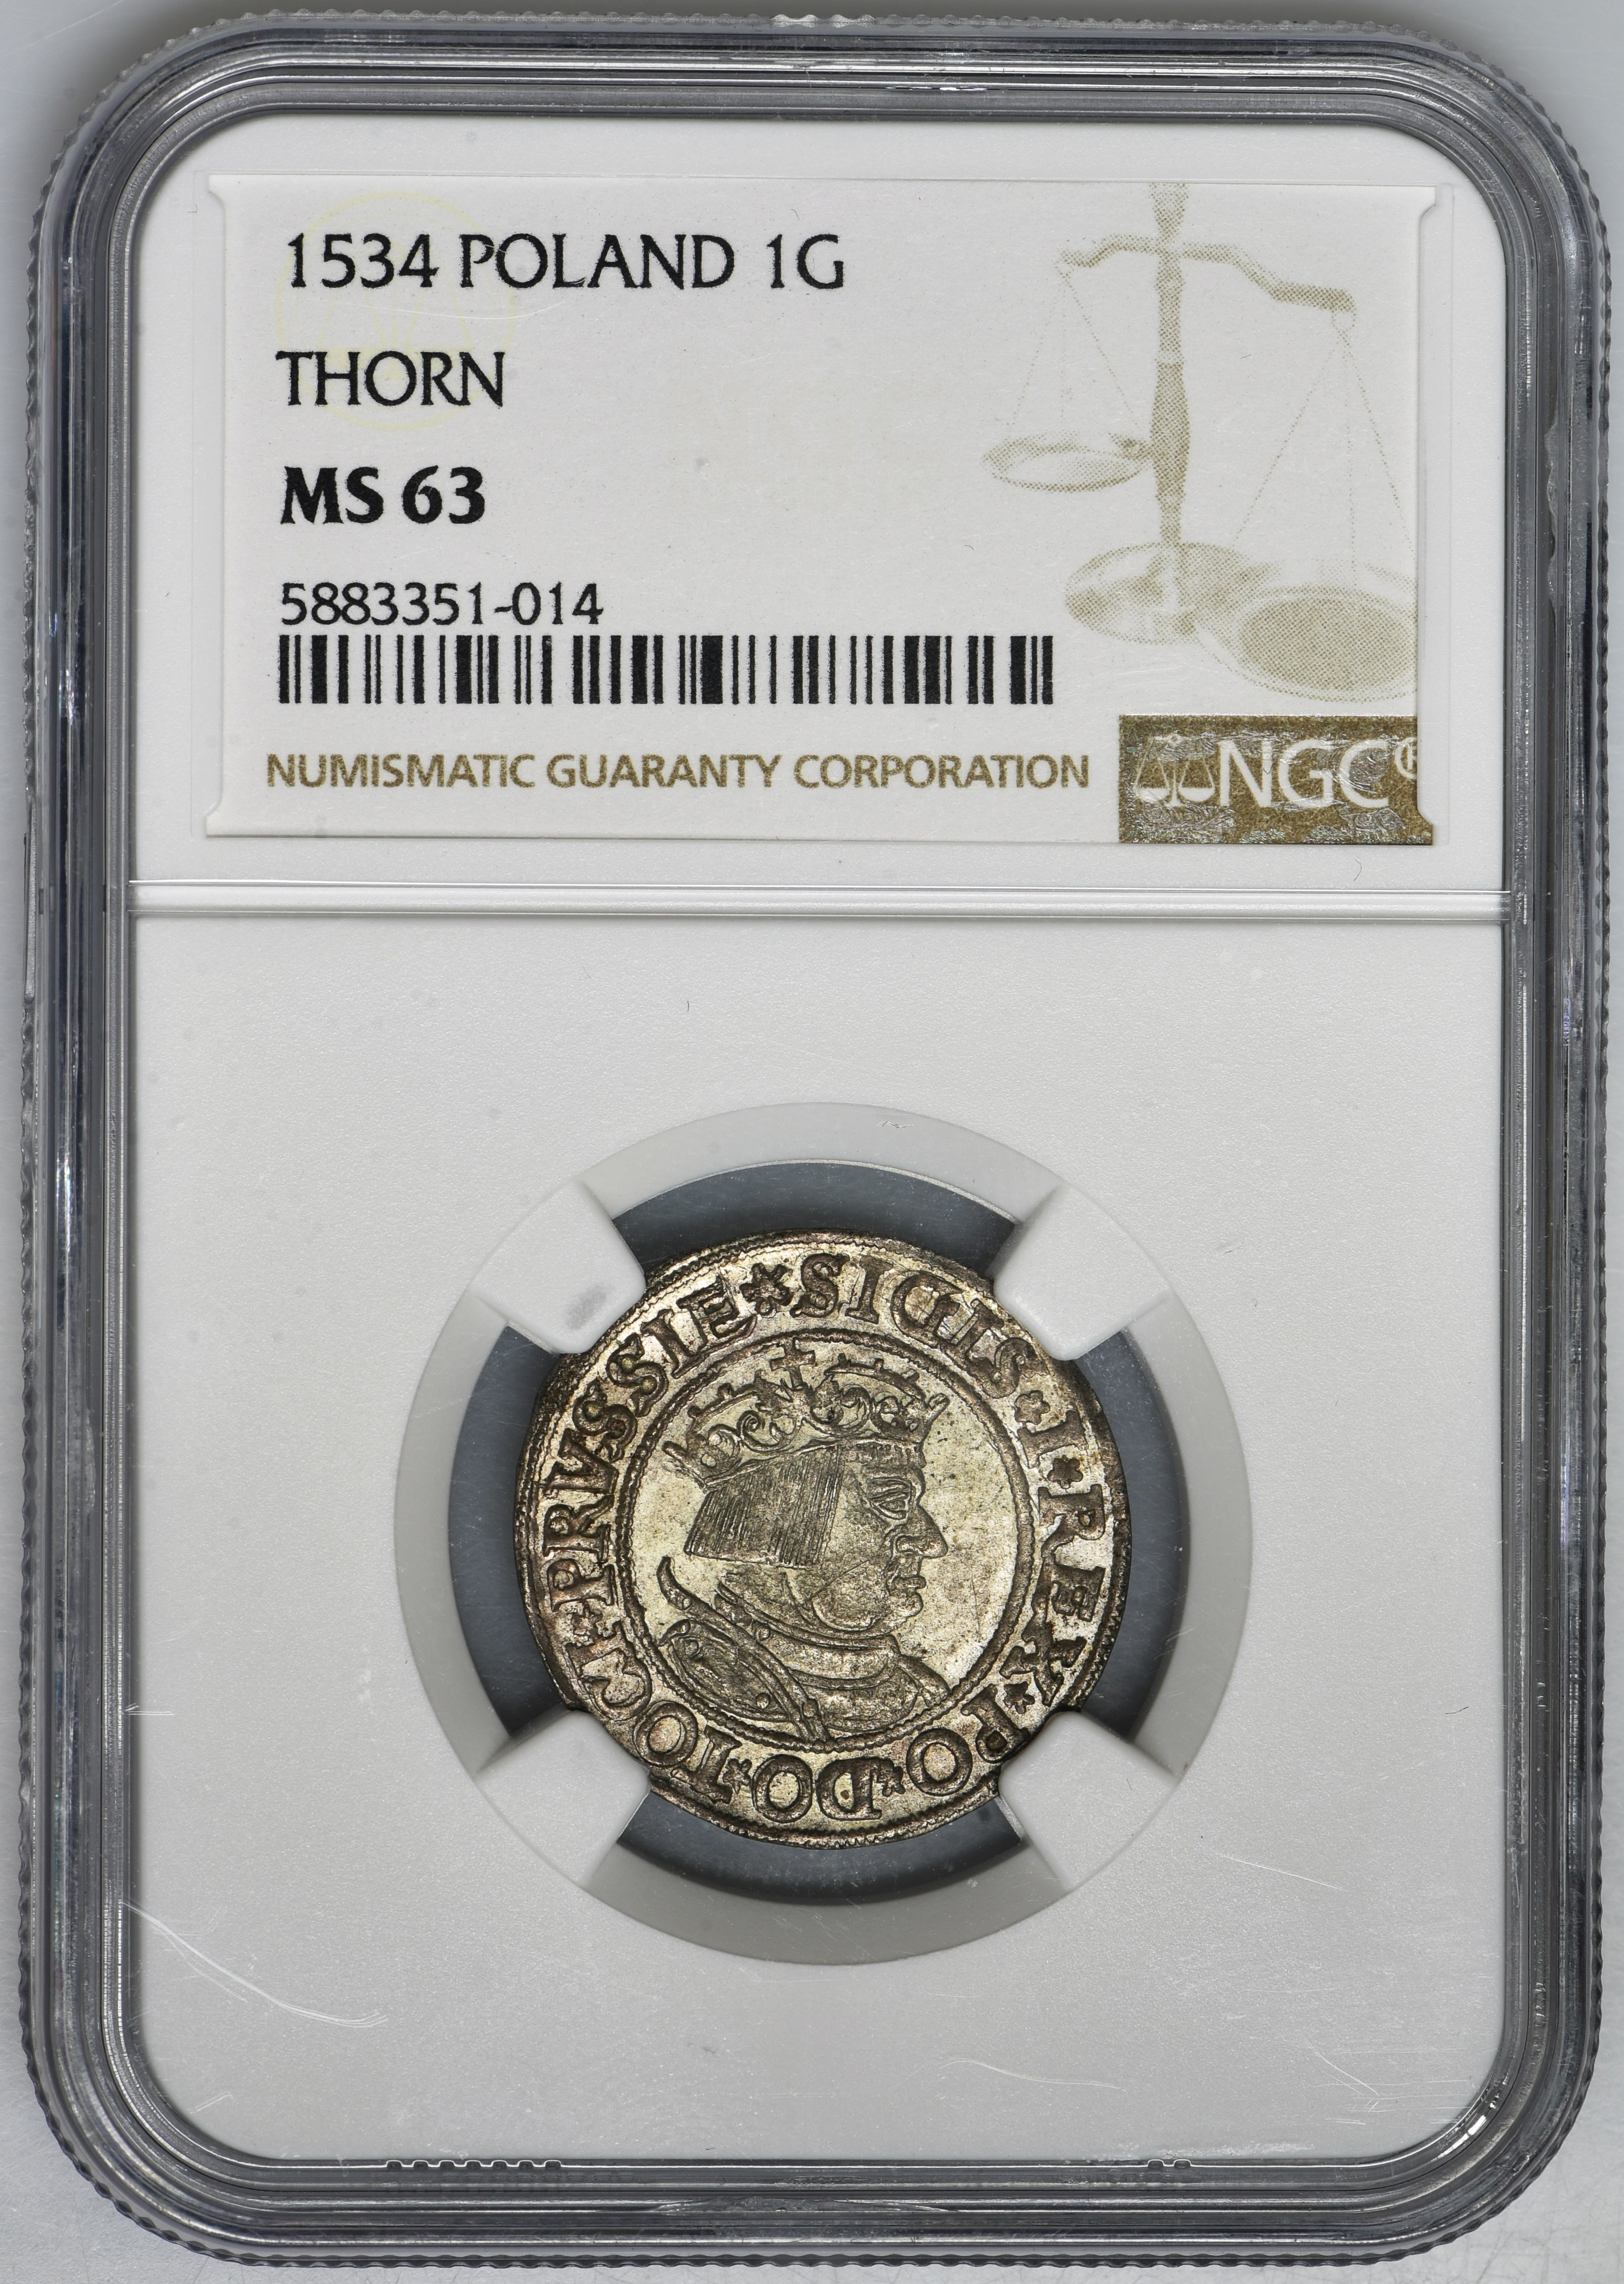 1534 POLAND 1G
THORN
MS 63
5883351-014
NUMISMATIC GUARANTY CORPORATION
NGC®
SIGIS·I·REX·PO·DO·TOCI·PRVSSIE